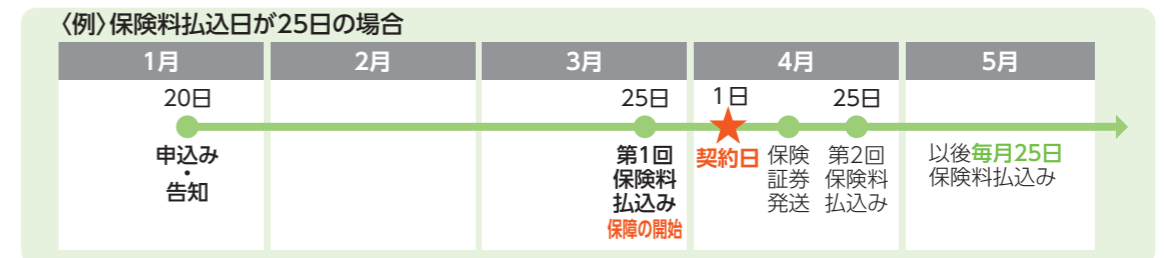 〈例〉保険料払込日が25日の場合
1月
2月
3月
4月
5月
20日
申込み
・
告知
25日
第1回
保険料
払込み
保障の開始
1日
契約日
保険
証券
発送
25日
第2回
保険料
払込み
以後毎月25日
保険料払込み